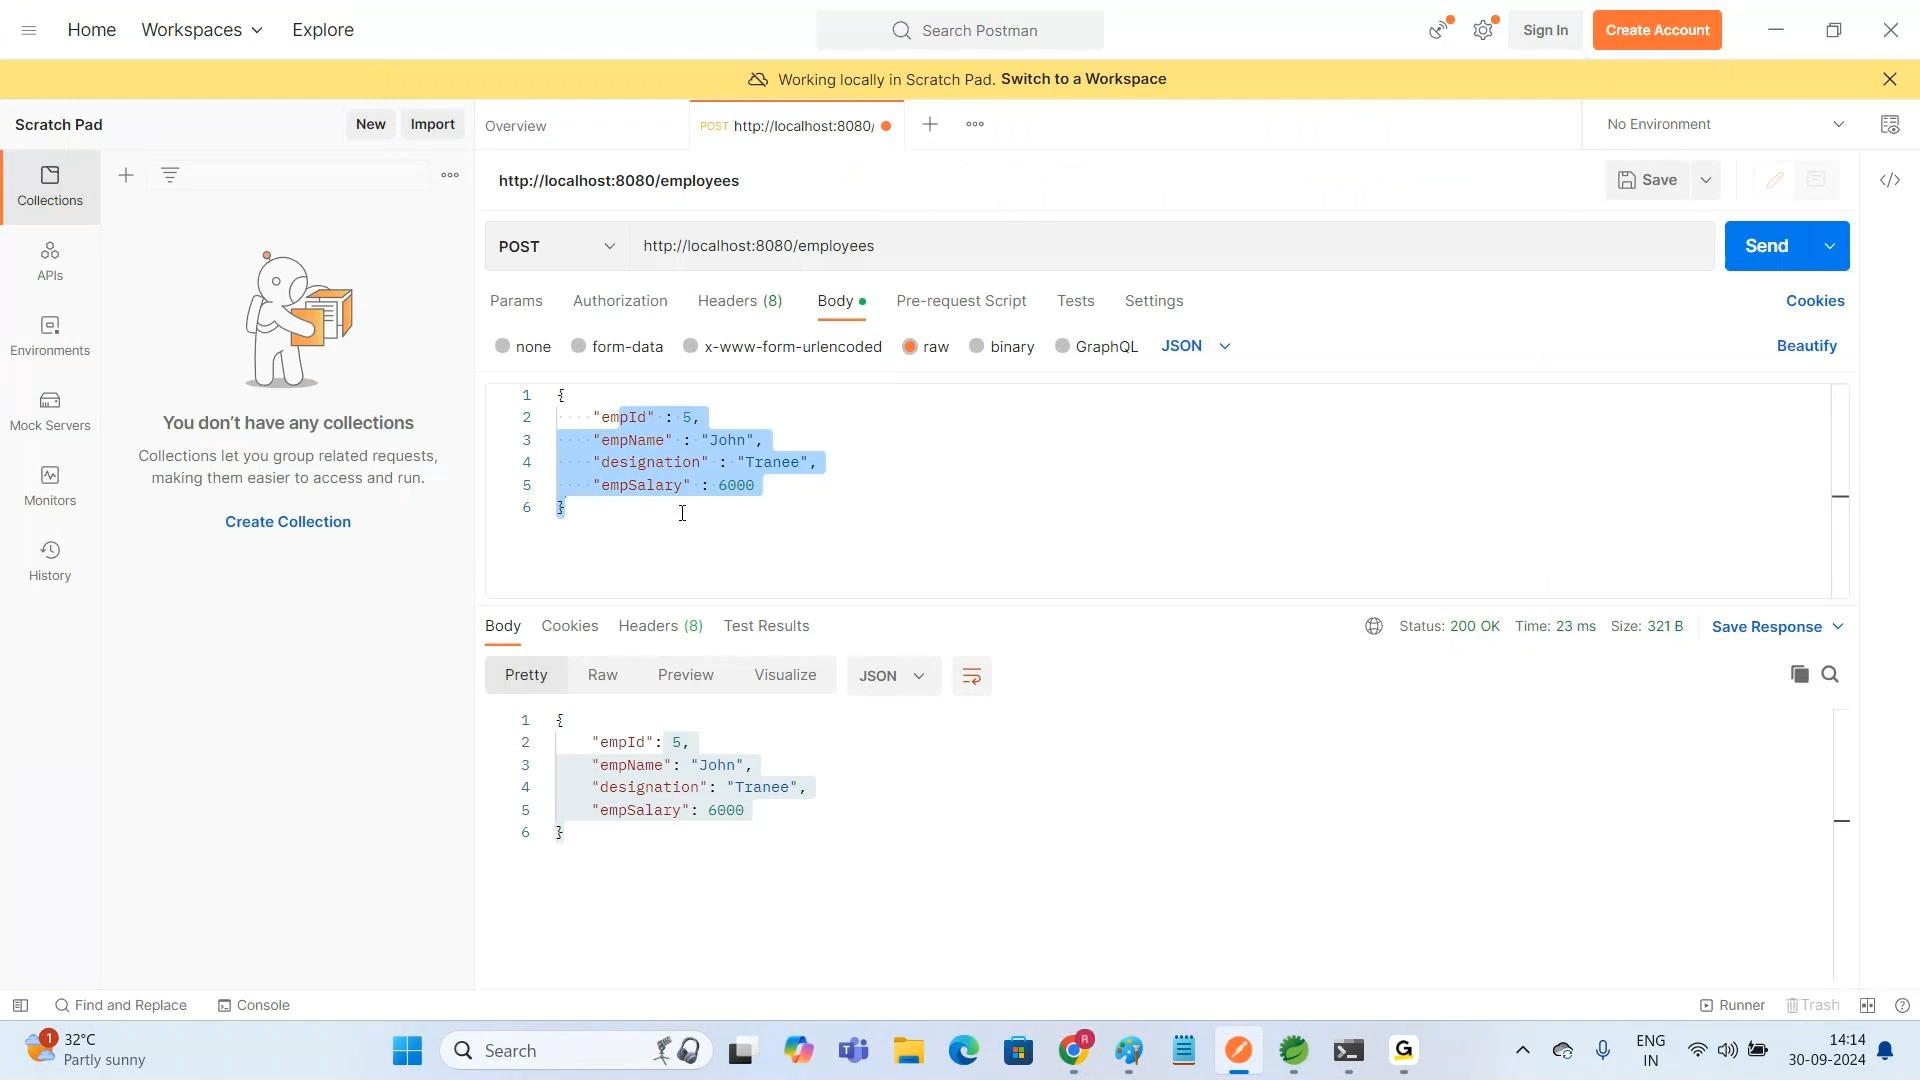 Home Workspaces Explore Search Postman Sign In Create Account
Working locally in Scratch Pad. Switch to a Workspace
Scratch Pad New Import Overview POST http://localhost:8080/ No Environment
Collections
http://localhost:8080/employees Save
POST http://localhost:8080/employees Send
APIs
Params Authorization Headers (8) Body Pre-request Script Tests Settings Cookies
Environments
none form-data x-www-form-urlencoded raw binary GraphQL JSON Beautify
Mock Servers
Monitors
History
You don't have any collections
Collections let you group related requests,
making them easier to access and run.
Create Collection
1 {
2 "empId" : 5,
3 "empName" : "John",
4 "designation" : "Tranee",
5 "empSalary" : 6000
6 }
Body Cookies Headers (8) Test Results Status: 200 OK Time: 23 ms Size: 321 B Save Response
Pretty Raw Preview Visualize JSON
1 {
2 "empId": 5,
3 "empName": "John",
4 "designation": "Tranee",
5 "empSalary": 6000
6 }
Find and Replace Console Runner Trash
1 32°C
Partly sunny
Search
R
G
ENG
IN
14:14
30-09-2024